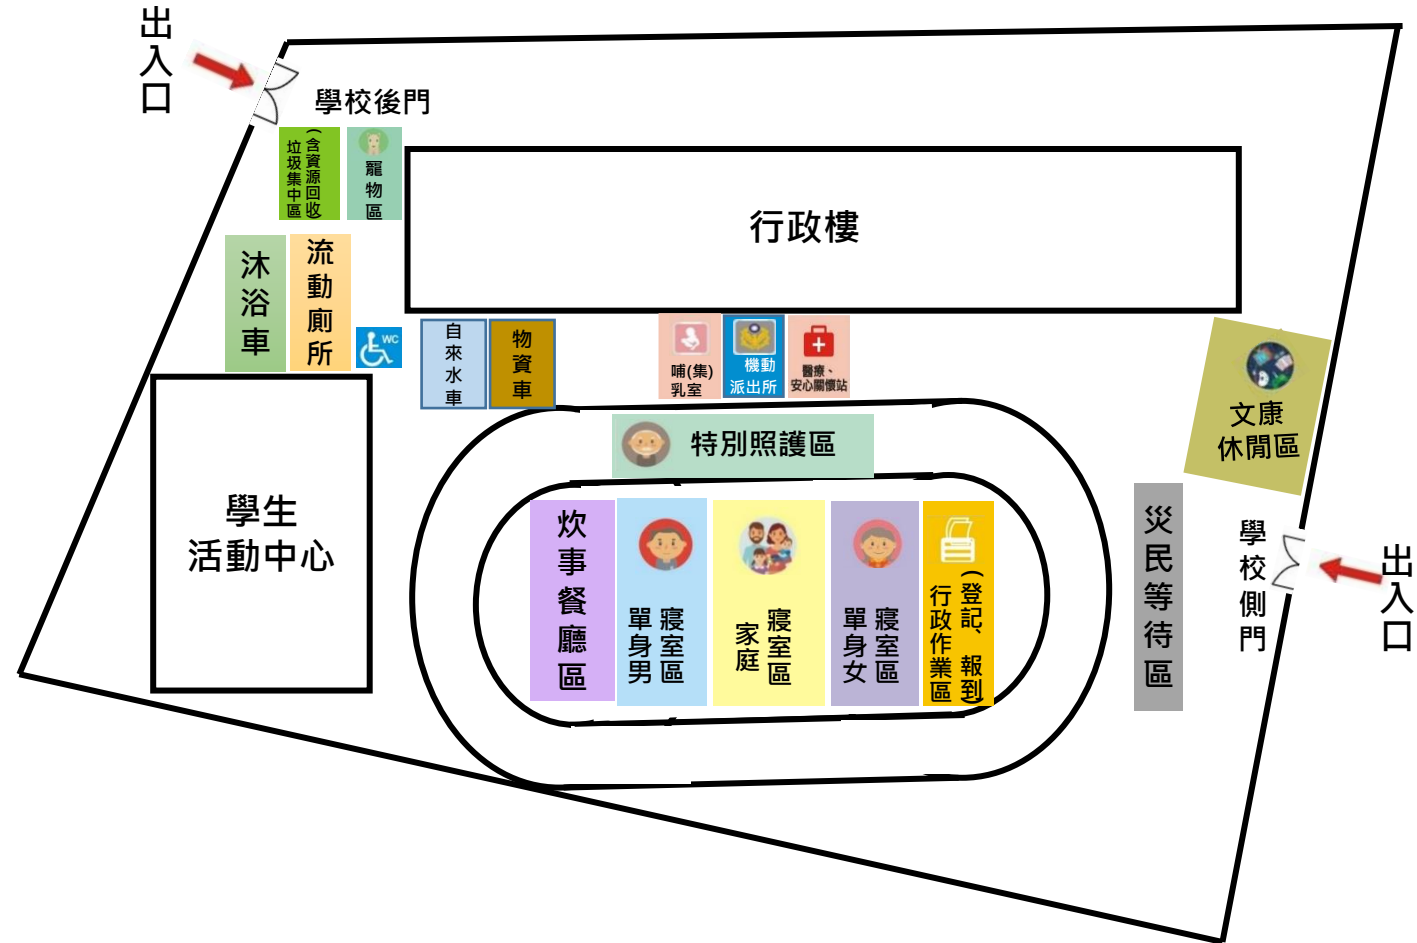 出入口
學校後門
垃圾集中區
(含資源回收)
寵物區
行政樓
沐浴車
流動廁所
WC
自來水車
物資車
哺(集)
乳室
機動
派出所
醫療、
安心關懷站
文康
休閒區
特別照護區
學生
活動中心
炊事餐廳區
單身男
寢室區
家庭
寢室區
單身女
寢室區
行政作業區
(登記、報到)
災民等待區
學校側門
出入口